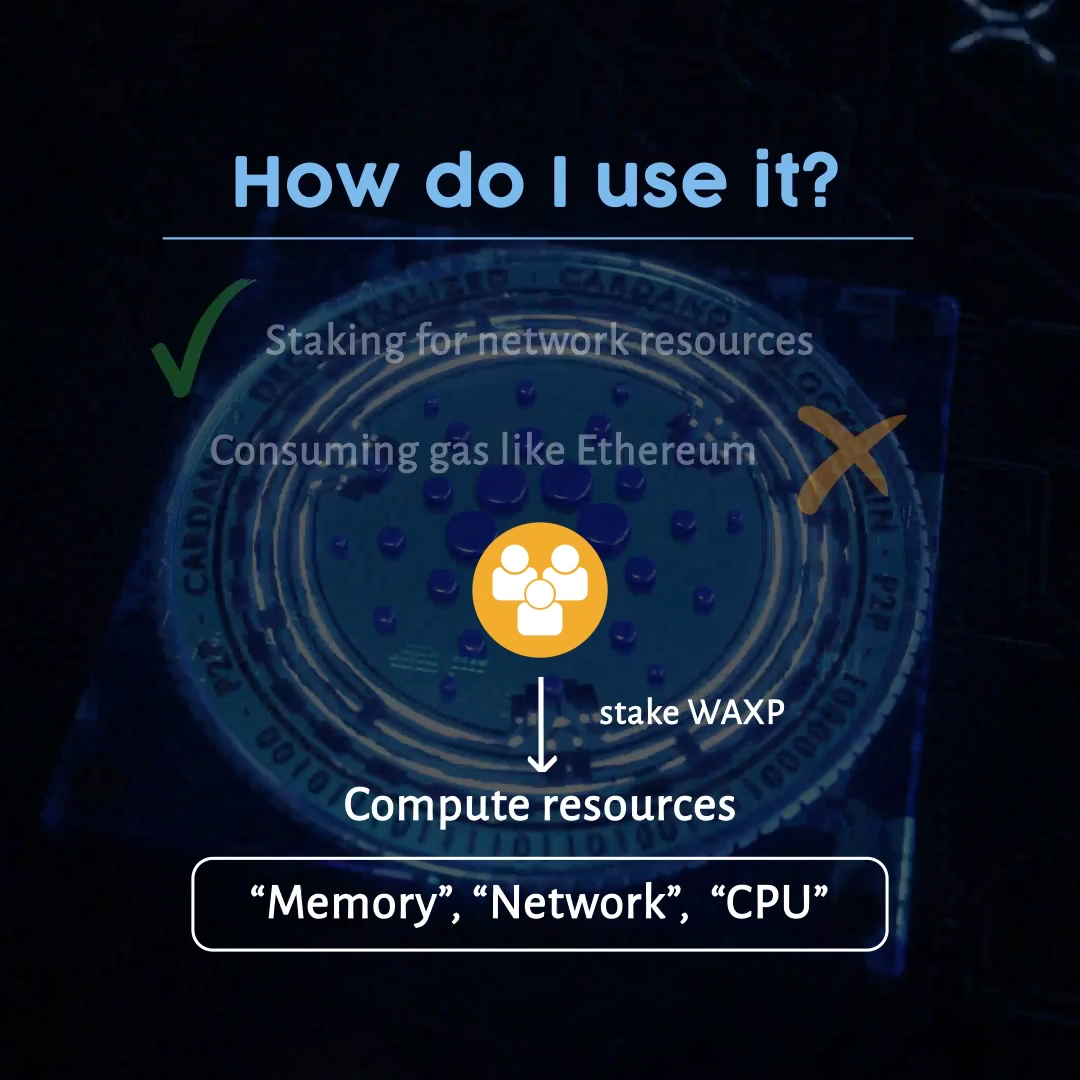 How do I use it?
Staking for network resources
Consuming gas like Ethereum
stake WAXP
Compute resources
“Memory”, “Network”, “CPU”
CARDANO